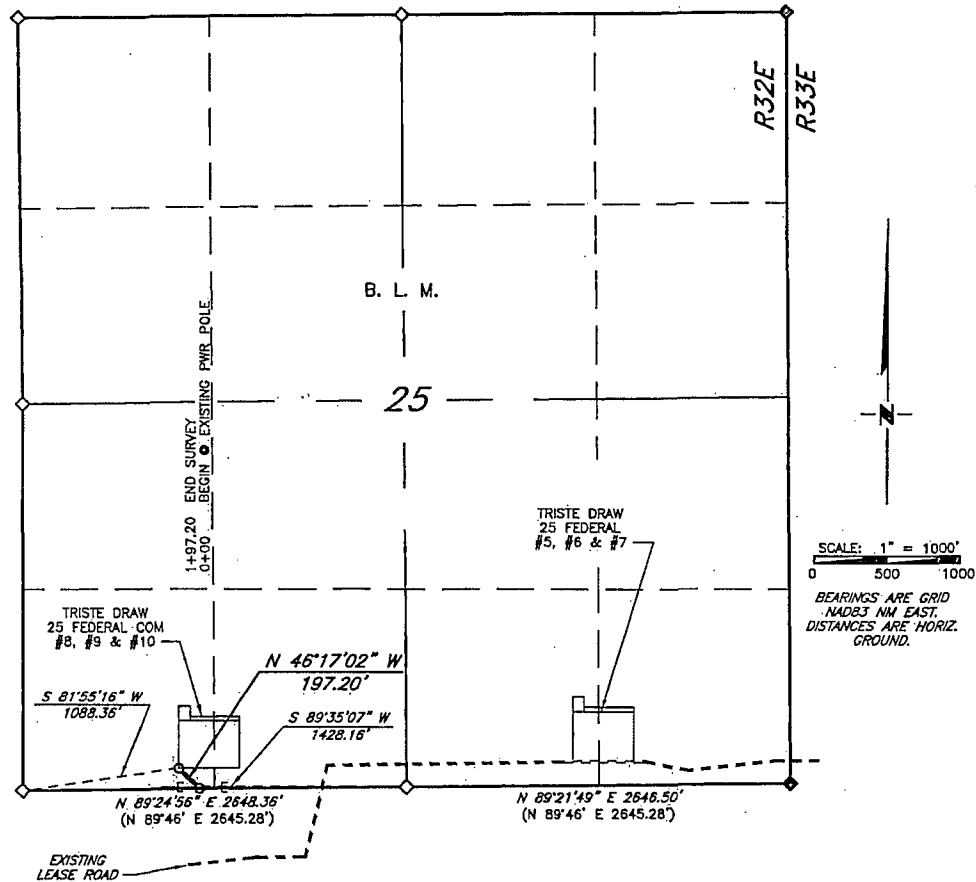 R32E
R33E
B. L. M.
25
1+97.20 END SURVEY
0+00 BEGIN @ EXISTING PWR POLE
TRISTE DRAW
25 FEDERAL
#5, #6 & #7
N
SCALE: 1" = 1000'
0 500 1000
BEARINGS ARE GRID
NAD83 NM EAST.
DISTANCES ARE HORIZ.
GROUND.
TRISTE DRAW
25 FEDERAL COM
#8, #9 & #10
N 46°17'02" W
197.20'
S 81°55'16" W
1088.36'
S 89°35'07" W
1428.16'
N 89°24'56" E 2648.36'
(N 89°46' E 2645.28')
N 89°21'49" E 2646.50'
(N 89°46' E 2645.28')
EXISTING
LEASE ROAD